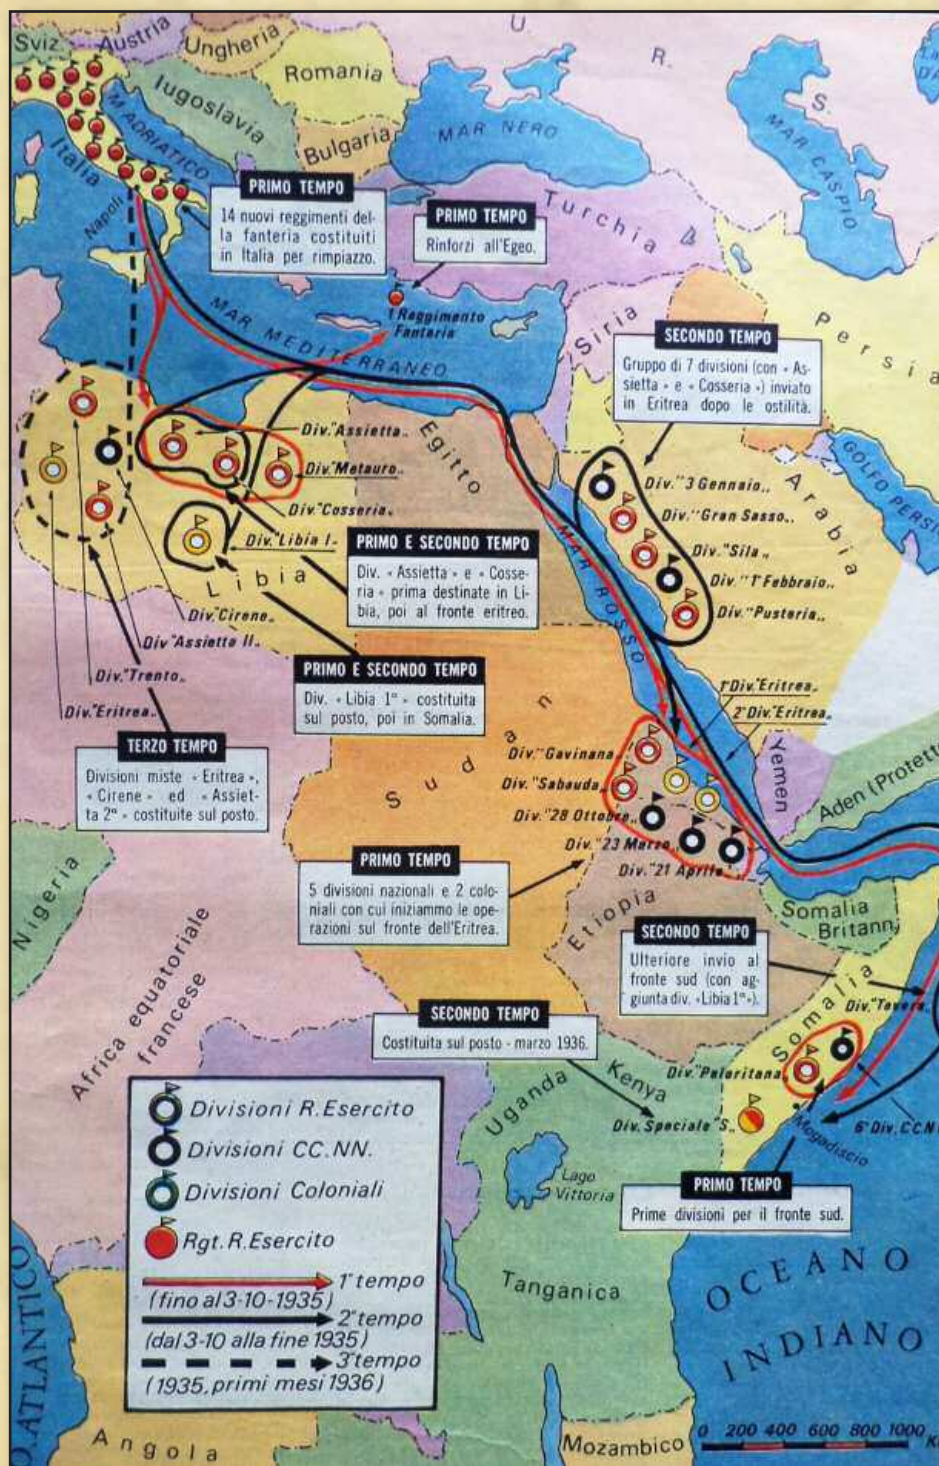 Sviz.
Austria
Ungheria
Romania
Iugoslavia
Bulgaria
U.
R.
S.
MAR NERO
MAR CASPIO
M. ADRIATICO
Italia
Napoli
PRIMO TEMPO
14 nuovi reggimenti del-
la fanteria costituiti
in Italia per rimpiazzo.
PRIMO TEMPO
Rinforzi all'Egeo.
Turchia
1 Reggimento
Fanteria
MAR MEDITERRANEO
Siria
Persia
SECONDO TEMPO
Gruppo di 7 divisioni (con « As-
sietta » e « Cosseria ») inviato
in Eritrea dopo le ostilità.
GOLFO PERSI
Arabia
Egitto
MAR ROSSO
Div."Assietta„
Div."Metauro„
Div."Cosseria„
Div."Libia I„
Libia
Div."3 Gennaio„
Div."Gran Sasso„
Div."Sila„
Div."1° Febbraio„
Div."Pusteria„
PRIMO E SECONDO TEMPO
Div. « Assietta » e « Cosse-
ria » prima destinate in Li-
bia, poi al fronte eritreo.
Div."Cirene„
Div"Assietta II„
Div."Trento„
Div."Eritrea„
PRIMO E SECONDO TEMPO
Div. « Libia 1ª » costituita
sul posto, poi in Somalia.
TERZO TEMPO
Divisioni miste « Eritrea »,
« Cirene » ed « Assiet-
ta 2ª » costituite sul posto.
Sudan
1ª Div."Eritrea„
2ª Div."Eritrea„
Div."Gavinana
Div."Sabauda„
Div."28 Ottobre„
Div."23 Marzo„
Div."21 Aprile„
Yemen
Aden (Protett
PRIMO TEMPO
5 divisioni nazionali e 2 colo-
niali con cui iniziammo le ope-
razioni sul fronte dell'Eritrea.
Etiopia
Somalia
Britann
Nigeria
Africa equatoriale
francese
SECONDO TEMPO
Ulteriore invio al
fronte sud (con ag-
giunta div. «Libia 1ª»).
Somalia
Div."Tevere„
SECONDO TEMPO
Costituita sul posto - marzo 1936.
Uganda
Kenya
Div."Peloritana„
Div. Speciale "S„
Mogadiscio
6ª Div. CC.N
Lago
Vittoria
PRIMO TEMPO
Prime divisioni per il fronte sud.
Divisioni R.Esercito
Divisioni CC.NN.
Divisioni Coloniali
Rgt. R.Esercito
1° tempo
(fino al 3-10-1935)
2° tempo
(dal 3-10 alla fine 1935)
3° tempo
(1935, primi mesi 1936)
Tanganica
OCEANO
INDIANO
O. ATLANTICO
Angola
Mozambico
0 200 400 600 800 1000 K